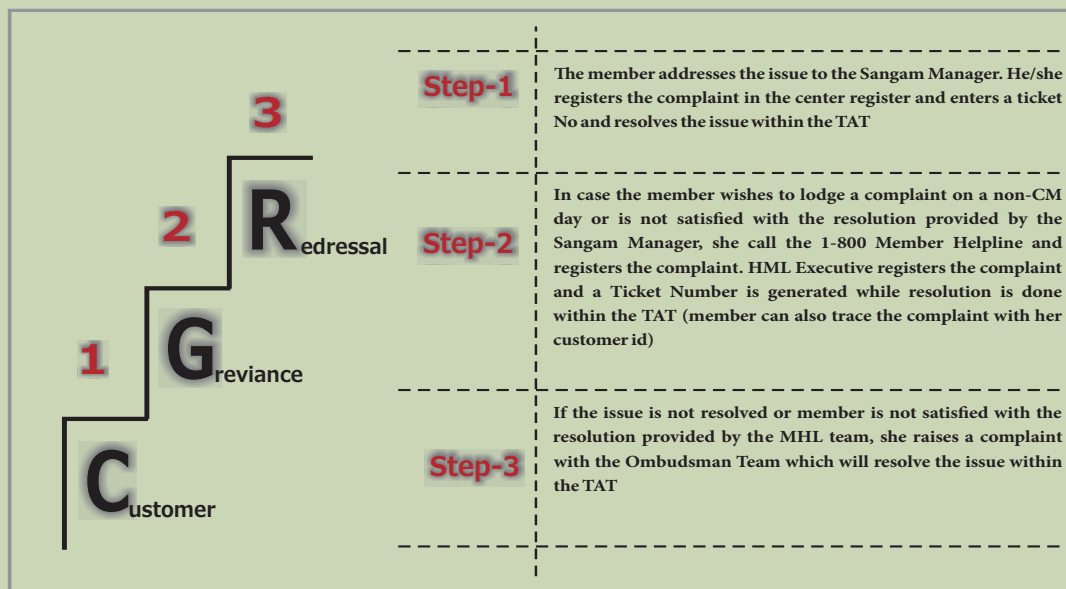 3
Redressal
2
Greviance
1
Customer
Step-1
The member addresses the issue to the Sangam Manager. He/she
registers the complaint in the center register and enters a ticket
No and resolves the issue within the TAT
Step-2
In case the member wishes to lodge a complaint on a non-CM
day or is not satisfied with the resolution provided by the
Sangam Manager, she call the 1-800 Member Helpline and
registers the complaint. HML Executive registers the complaint
and a Ticket Number is generated while resolution is done
within the TAT (member can also trace the complaint with her
customer id)
Step-3
If the issue is not resolved or member is not satisfied with the
resolution provided by the MHL team, she raises a complaint
with the Ombudsman Team which will resolve the issue within
the TAT